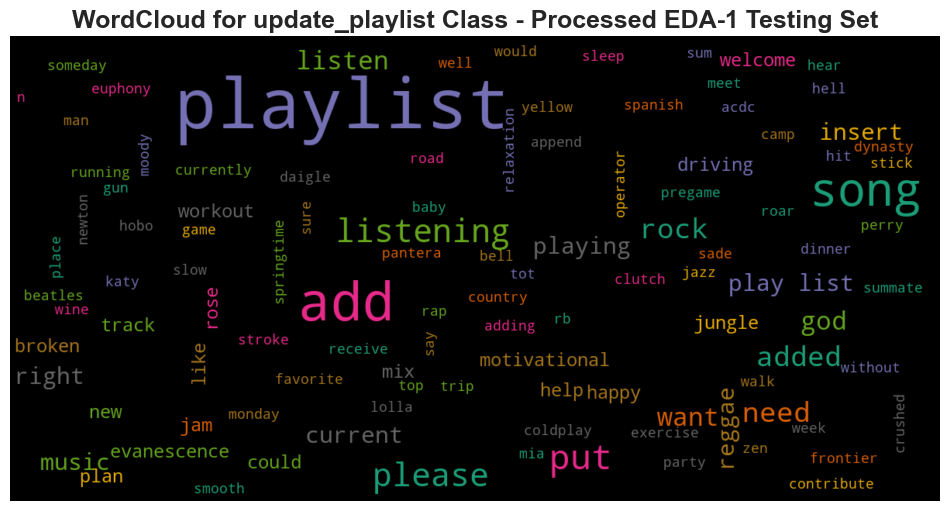 WordCloud for update_playlist Class - Processed EDA-1 Testing Set
would
sleep
sum
welcome
someday
listen
well
hear
n
euphony
playlist
meet
hell
man
yellow
spanish
acdc
insert
moody
relaxation
append
camp
dynasty
running
currently
road
operator
driving
hit
stick
gun
daigle
song
newton
workout
sure
baby
pregame
roar
hobo
game
listening
rock
perry
place
springtime
pantera
bell
playing
sade
dinner
katy
slow
tot
clutch
jazz
play list
summate
beatles
wine
rose
add
country
track
rap
adding
rb
jungle
god
broken
like
stroke
receive
say
motivational
added
without
right
favorite
mix
top
trip
help
happy
walk
new
monday
lolla
reggae
want
need
week
crushed
jam
current
coldplay
exercise
music
evanescence
could
mia
put
party
zen
frontier
plan
smooth
please
contribute